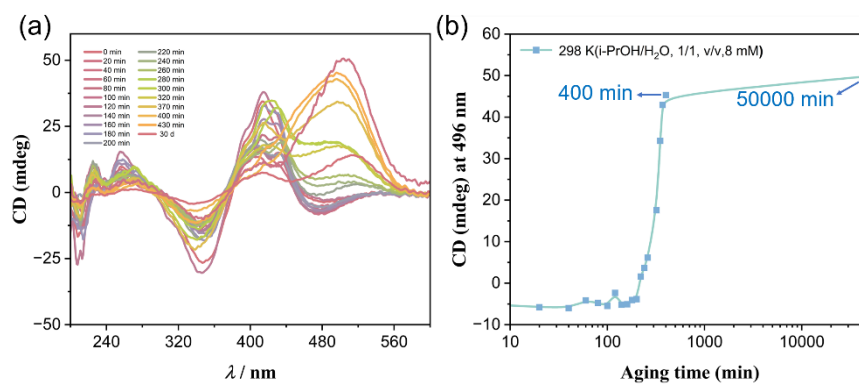 (a)
CD (mdeg)
50
25
0
−25
−50
0 min
20 min
40 min
60 min
80 min
100 min
120 min
140 min
160 min
180 min
200 min
220 min
240 min
260 min
280 min
300 min
320 min
370 min
400 min
430 min
30 d
240 320 400 480 560
λ / nm
(b)
CD (mdeg) at 496 nm
60
50
40
30
20
10
0
−10
298 K(i-PrOH/H₂O, 1/1, v/v,8 mM)
400 min
50000 min
10 100 1000 10000
Aging time (min)